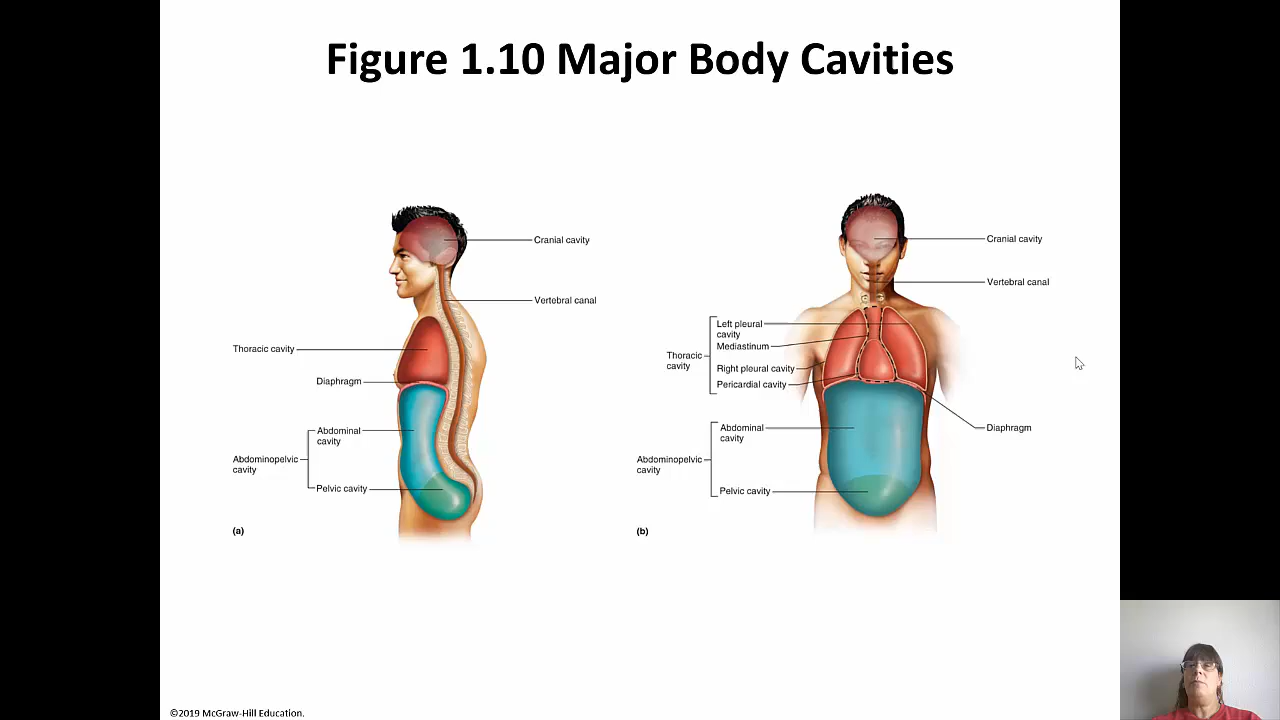 Figure 1.10 Major Body Cavities
Cranial cavity
Vertebral canal
Thoracic cavity
Diaphragm
Abdominal
cavity
Abdominopelvic
cavity
Pelvic cavity
(a)
Cranial cavity
Vertebral canal
Left pleural
cavity
Mediastinum
Thoracic
cavity
Right pleural cavity
Pericardial cavity
Diaphragm
Abdominal
cavity
Abdominopelvic
cavity
Pelvic cavity
(b)
©2019 McGraw-Hill Education.